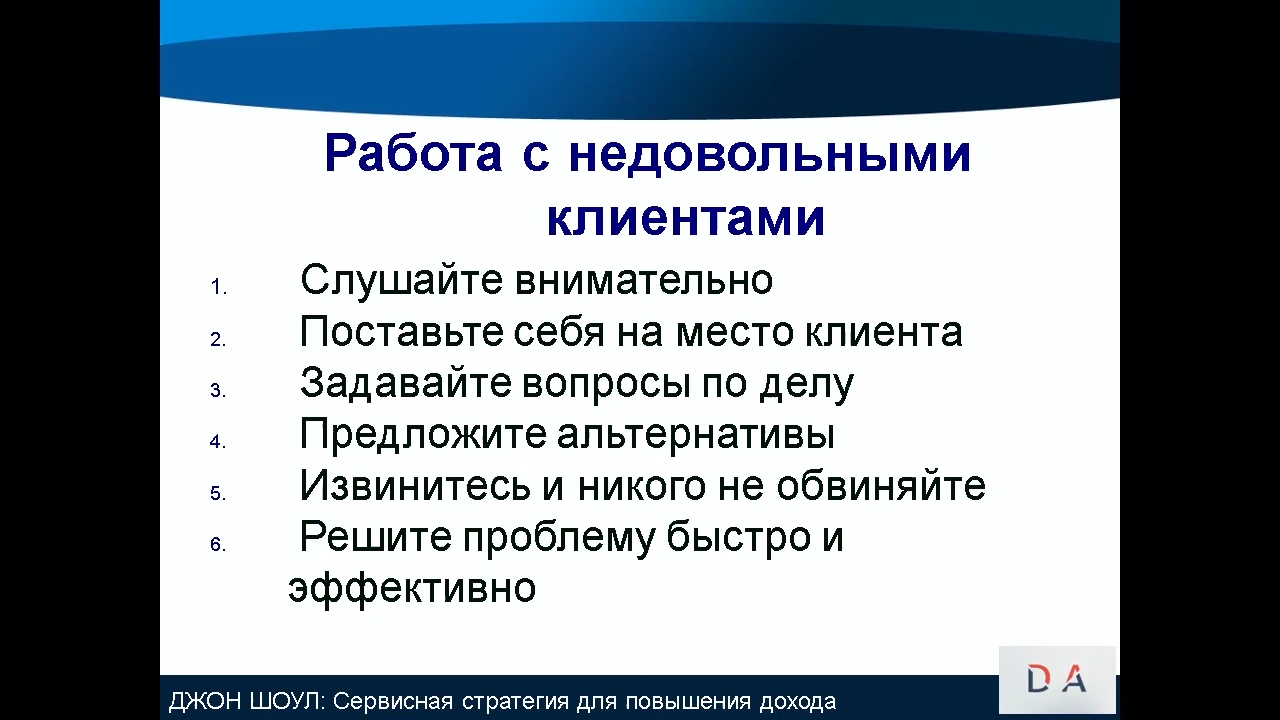 Работа с недовольными
клиентами
1. Слушайте внимательно
2. Поставьте себя на место клиента
3. Задавайте вопросы по делу
4. Предложите альтернативы
5. Извинитесь и никого не обвиняйте
6. Решите проблему быстро и
эффективно
ДЖОН ШОУЛ: Сервисная стратегия для повышения дохода
DA